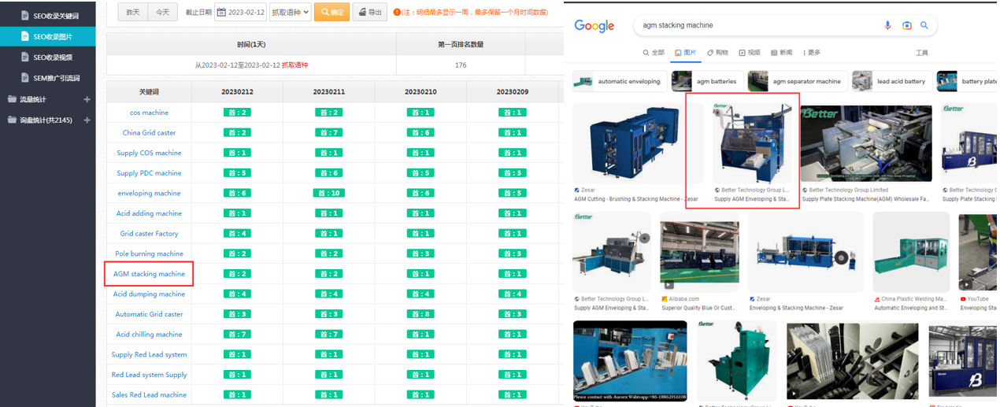 SEO收录关键词
SEO收录图片
SEO收录视频
SEM推广引流词
流量统计 +
询盘统计(共2145) +
昨天 今天 截止日期 2023-02-12 抓取语种 确定 导出 (注：明细最多显示一周，最多保留一个月时间数据)
时间(1天) 第一页排名数量
从2023-02-12至2023-02-12 抓取语种 176
关键词 20230212 20230211 20230210 20230209
cos machine 首：2 首：2 首：1 首：1
China Grid caster 首：2 首：7 首：6 首：1
Supply COS machine 首：1 首：1 首：1 首：1
Supply PDC machine 首：5 首：6 首：5 首：3
enveloping machine 首：6 首：10 首：6 首：5
Acid adding machine 首：1 首：1 首：1 首：1
Grid caster Factory 首：4 首：1 首：1 首：1
Pole burning machine 首：2 首：2 首：3 首：3
AGM stacking machine 首：2 首：2 首：1 首：1
Acid dumping machine 首：4 首：4 首：4 首：4
Automatic Grid caster 首：3 首：3 首：8 首：3
Acid chilling machine 首：7 首：7 首：1 首：1
Supply Red Lead system 首：1 首：1 首：1 首：1
Red Lead system Supply 首：1 首：1 首：1 首：1
Sales Red Lead machine 首：1 首：1 首：1 首：1
Google agm stacking machine
全部 图片 购物 视频 新闻 更多 工具
automatic enveloping agm batteries agm separator machine lead acid battery battery plate
Better Better Better
Zesar Better Technology Group L... Better Technology Group Limited Better Technology G
AGM Cutting - Brushing & Stacking Machine - Zesar Supply AGM Enveloping & Sta... Supply Plate Stacking Machine(AGM) Wholesale Fa... Supply AGM Enve
Better
Better Technology Group L... Alibaba.com Zesar China Plastic Welding Ma... YouTube
Supply AGM Enveloping & Sta... Superior Quality Blue Or Cust... Enveloping & Stacking Machine - Zesar Automatic Enveloping and St... Enveloping Sta
Better
Please contact with Aurora:Wahtsapp:+86-18862916108